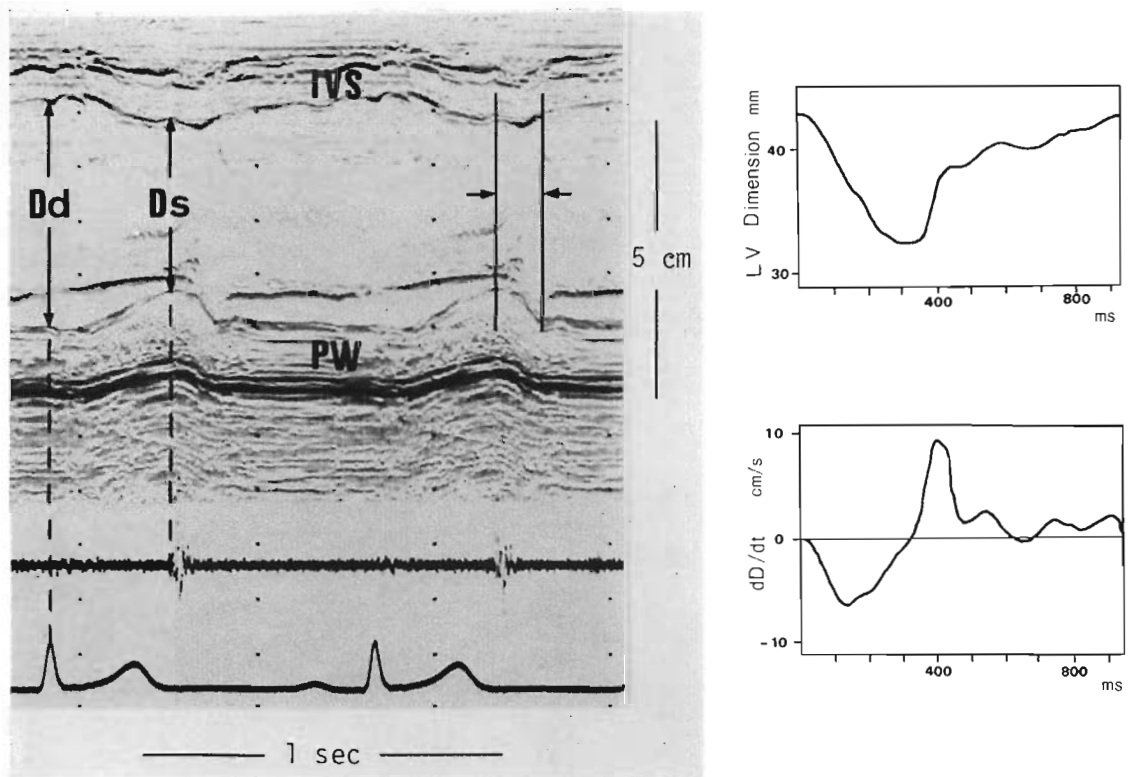 IVS
Dd
Ds
5 cm
PW
1 sec
LV Dimension mm
40
30
400
800
ms
dD/dt cm/s
10
0
-10
400
800
ms